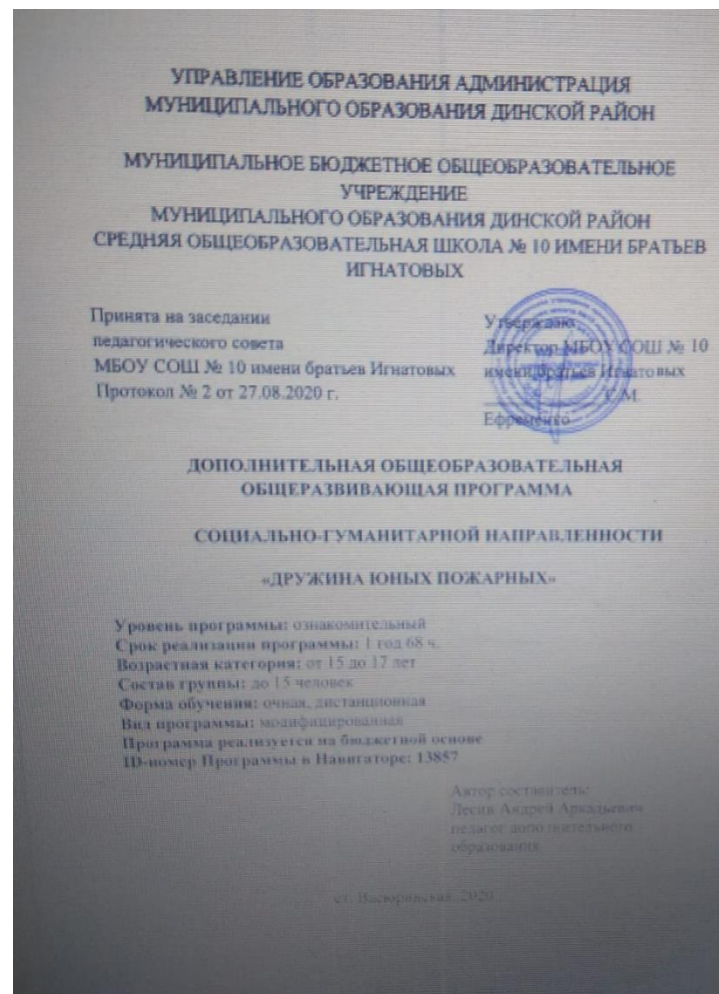 УПРАВЛЕНИЕ ОБРАЗОВАНИЯ АДМИНИСТРАЦИЯ
МУНИЦИПАЛЬНОГО ОБРАЗОВАНИЯ ДИНСКОЙ РАЙОН
МУНИЦИПАЛЬНОЕ БЮДЖЕТНОЕ ОБЩЕОБРАЗОВАТЕЛЬНОЕ
УЧРЕЖДЕНИЕ
МУНИЦИПАЛЬНОГО ОБРАЗОВАНИЯ ДИНСКОЙ РАЙОН
СРЕДНЯЯ ОБЩЕОБРАЗОВАТЕЛЬНАЯ ШКОЛА № 10 ИМЕНИ БРАТЬЕВ
ИГНАТОВЫХ
Принята на заседании
педагогического совета
МБОУ СОШ № 10 имени братьев Игнатовых
Протокол № 2 от 27.08.2020 г.
Утверждаю
Директор МБОУ СОШ № 10
имени братьев Игнатовых
Ефременко
ДОПОЛНИТЕЛЬНАЯ ОБЩЕОБРАЗОВАТЕЛЬНАЯ
ОБЩЕРАЗВИВАЮЩАЯ ПРОГРАММА
СОЦИАЛЬНО-ГУМАНИТАРНОЙ НАПРАВЛЕННОСТИ
«ДРУЖИНА ЮНЫХ ПОЖАРНЫХ»
Уровень программы: ознакомительный
Срок реализации программы: 1 год 68 ч.
Возрастная категория: от 15 до 17 лет
Состав группы: до 15 человек
Форма обучения: очная, дистанционная
Вид программы: модифицированная
Программа реализуется на бюджетной основе
ID-номер Программы в Навигаторе: 13857
Автор составитель:
Андрей Аркадьевич
педагог дополнительного
образования
ст. Васюринская, 2020